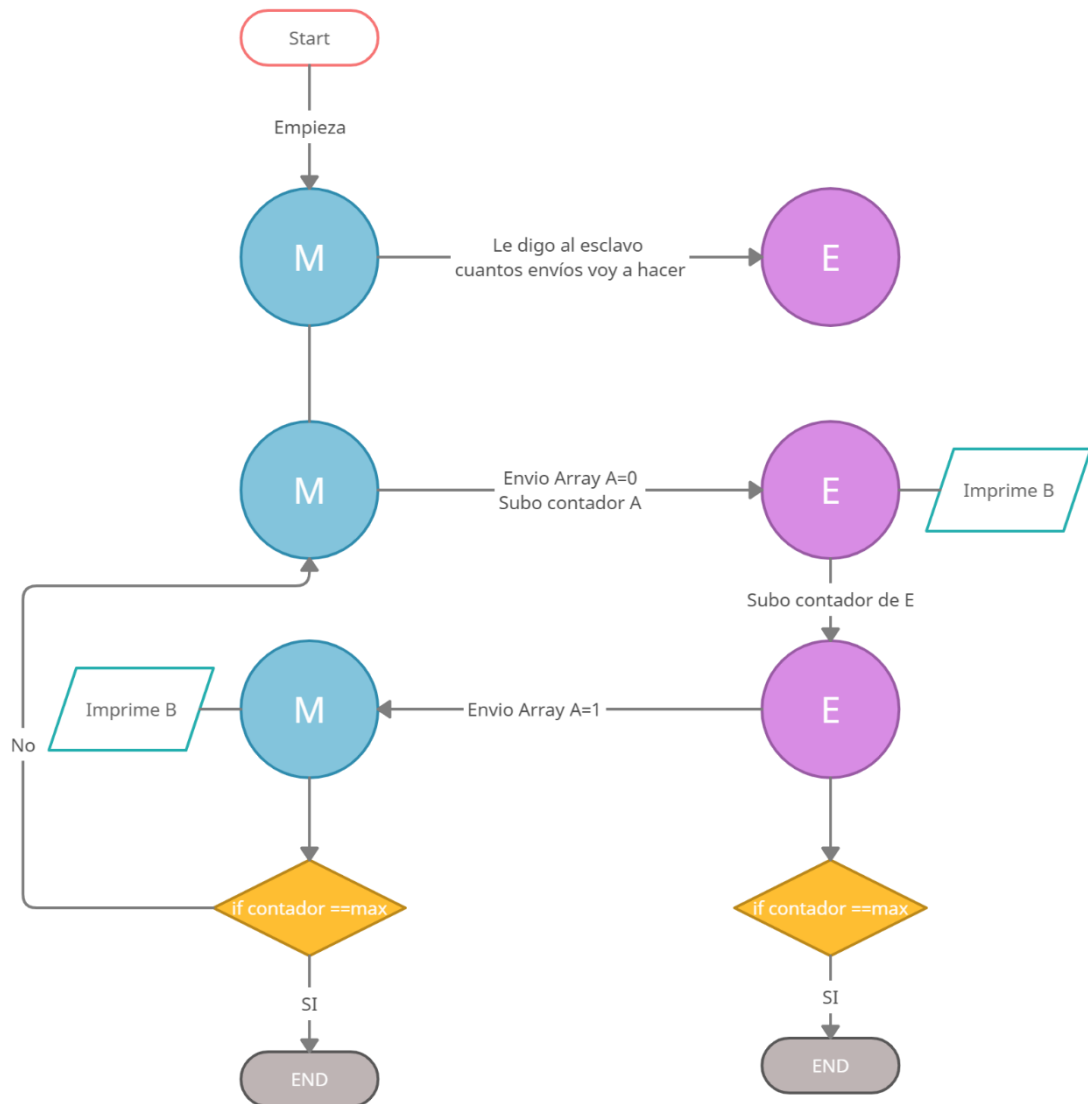 Start
Empieza
M
Le digo al esclavo
cuantos envíos voy a hacer
E
M
Envio Array A=0
Subo contador A
E
Imprime B
Subo contador de E
Imprime B
M
Envio Array A=1
E
No
if contador ==max
if contador ==max
SI
SI
END
END